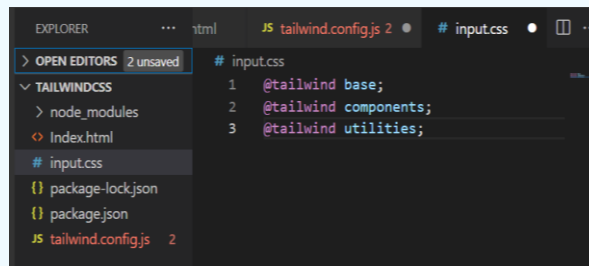 EXPLORER ··· html JS tailwind.config.js 2 ● # input.css ●
> OPEN EDITORS 2 unsaved # input.css
TAILWINDCSS 1 @tailwind base;
> node_modules 2 @tailwind components;
<> Index.html 3 @tailwind utilities;
# input.css
{} package-lock.json
{} package.json
JS tailwind.config.js 2